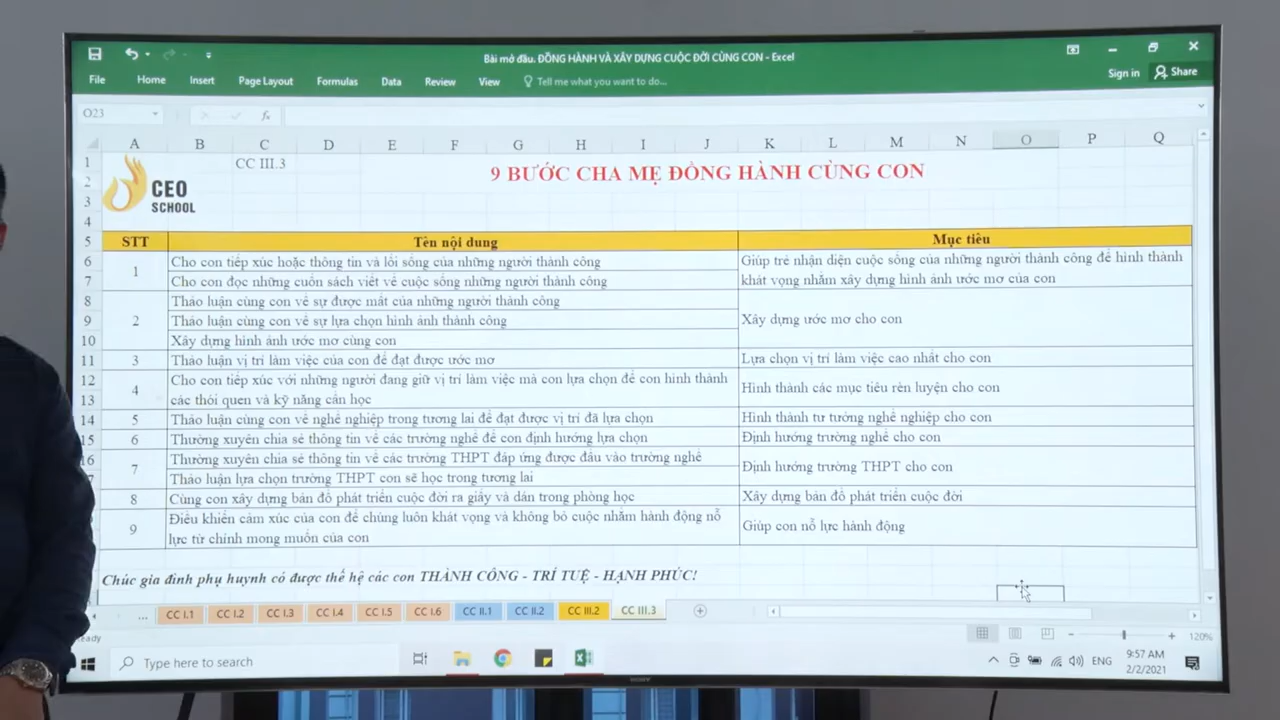 Bài mở đầu. ĐỒNG HÀNH VÀ XÂY DỰNG CUỘC ĐỜI CÙNG CON - Excel
File Home Insert Page Layout Formulas Data Review View Tell me what you want to do... Sign in Share
O23 fx
A B C D E F G H I J K L M N O P Q
1 CC III.3
2 9 BƯỚC CHA MẸ ĐỒNG HÀNH CÙNG CON
3 CEO SCHOOL
4
5 STT Tên nội dung Mục tiêu
6 1 Cho con tiếp xúc hoặc thông tin và lối sống của những người thành công Giúp trẻ nhận diện cuộc sống của những người thành công để hình thành
7 Cho con đọc những cuốn sách viết về cuộc sống những người thành công khát vọng nhằm xây dựng hình ảnh ước mơ của con
8 Thảo luận cùng con về sự được mất của những người thành công
9 2 Thảo luận cùng con về sự lựa chọn hình ảnh thành công Xây dựng ước mơ cho con
10 Xây dựng hình ảnh ước mơ cùng con
11 3 Thảo luận vị trí làm việc của con để đạt được ước mơ Lựa chọn vị trí làm việc cao nhất cho con
12 4 Cho con tiếp xúc với những người đang giữ vị trí làm việc mà con lựa chọn để con hình thành Hình thành các mục tiêu rèn luyện cho con
13 các thói quen và kỹ năng cần học
14 5 Thảo luận cùng con về nghề nghiệp trong tương lai để đạt được vị trí đã lựa chọn Hình thành tư tưởng nghề nghiệp cho con
15 6 Thường xuyên chia sẻ thông tin về các trường nghề để con định hướng lựa chọn Định hướng trường nghề cho con
16 7 Thường xuyên chia sẻ thông tin về các trường THPT đáp ứng được đầu vào trường nghề Định hướng trường THPT cho con
Thảo luận lựa chọn trường THPT con sẽ học trong tương lai
8 Cùng con xây dựng bản đồ phát triển cuộc đời ra giấy và dán trong phòng học Xây dựng bản đồ phát triển cuộc đời
9 Điều khiển cảm xúc của con để chúng luôn khát vọng và không bỏ cuộc nhằm hành động nỗ Giúp con nỗ lực hành động
lực từ chính mong muốn của con
Chúc gia đình phụ huynh có được thế hệ các con THÀNH CÔNG - TRÍ TUỆ - HẠNH PHÚC!
... CC I.1 CC I.2 CC I.3 CC I.4 CC I.5 CC I.6 CC II.1 CC II.2 CC III.2 CC III.3
120%
Type here to search ENG 9:57 AM
2/2/2021